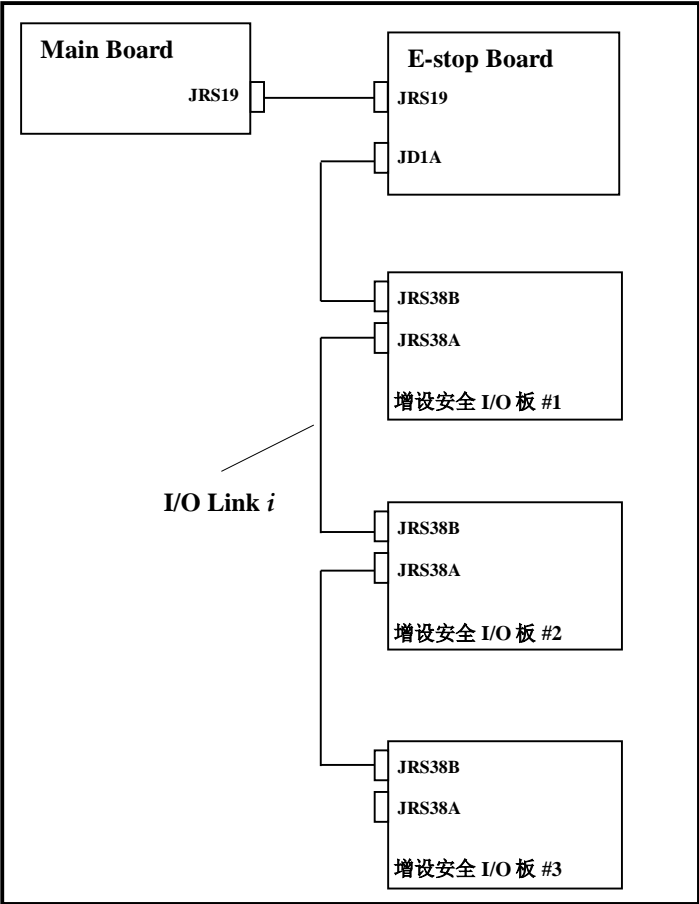 Main Board
JRS19
E-stop Board
JRS19
JD1A
JRS38B
JRS38A
增设安全 I/O 板 #1
I/O Link i
JRS38B
JRS38A
增设安全 I/O 板 #2
JRS38B
JRS38A
增设安全 I/O 板 #3